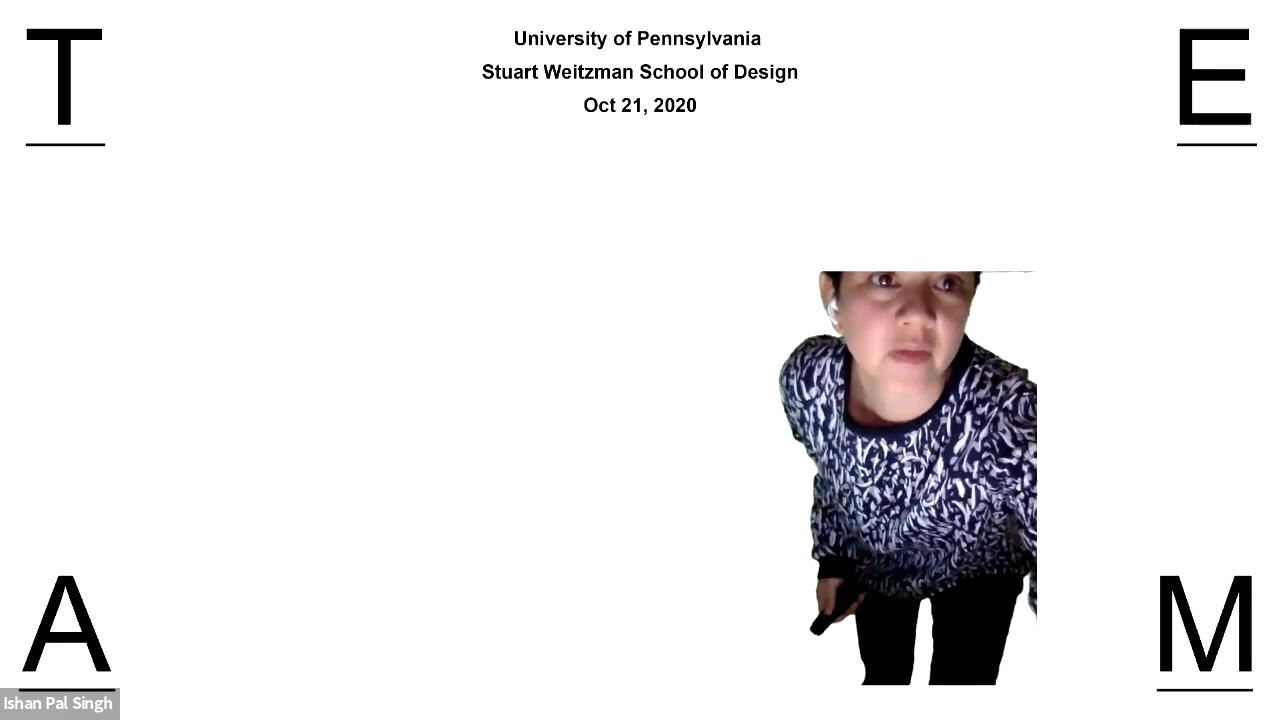 T
E
University of Pennsylvania
Stuart Weitzman School of Design
Oct 21, 2020
A
M
Ishan Pal Singh